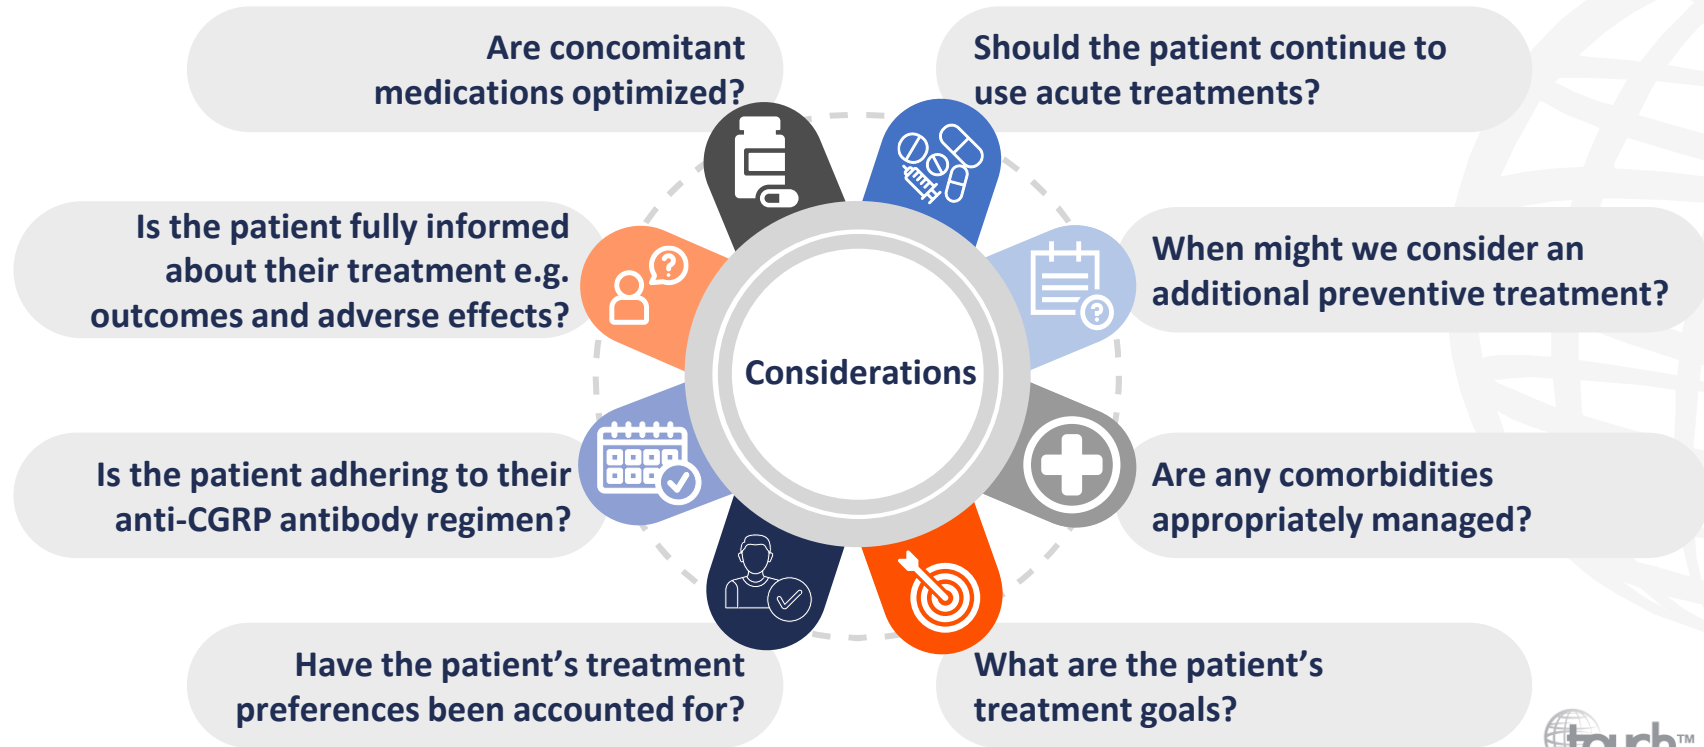 Are concomitant
medications optimized?
Should the patient continue to
use acute treatments?
Is the patient fully informed
about their treatment e.g.
outcomes and adverse effects?
When might we consider an
additional preventive treatment?
Considerations
Is the patient adhering to their
anti-CGRP antibody regimen?
Are any comorbidities
appropriately managed?
Have the patient’s treatment
preferences been accounted for?
What are the patient’s
treatment goals?